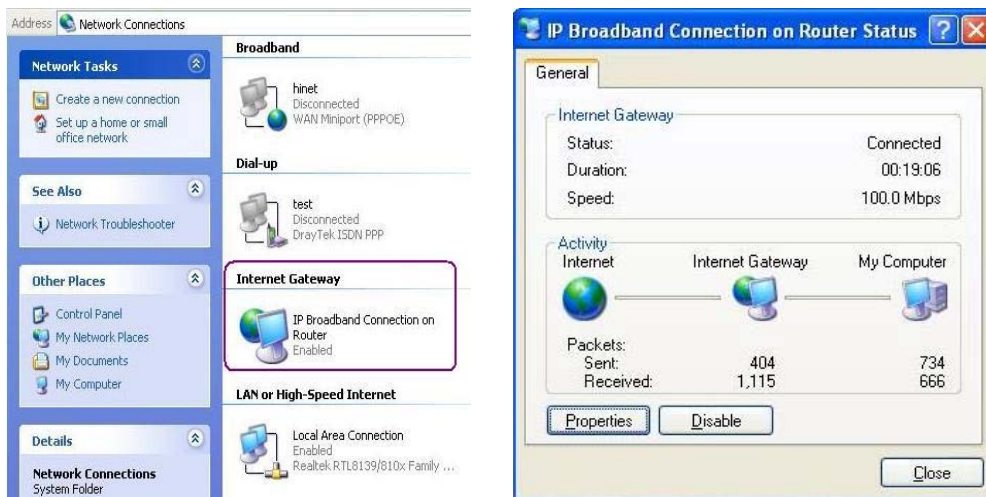 Address Network Connections
Network Tasks
Create a new connection
Set up a home or small
office network
See Also
Network Troubleshooter
Other Places
Control Panel
My Network Places
My Documents
My Computer
Details
Network Connections
System Folder
Broadband
hinet
Disconnected
WAN Miniport (PPPOE)
Dial-up
test
Disconnected
DrayTek ISDN PPP
Internet Gateway
IP Broadband Connection on
Router
Enabled
LAN or High-Speed Internet
Local Area Connection
Enabled
Realtek RTL8139/810x Family ...
IP Broadband Connection on Router Status
General
Internet Gateway
Status: Connected
Duration: 00:19:06
Speed: 100.0 Mbps
Activity
Internet Internet Gateway My Computer
Packets:
Sent: 404 734
Received: 1,115 666
Properties Disable
Close